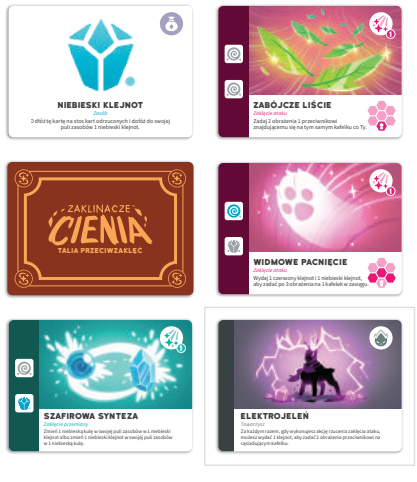 NIEBIESKI KLEJNOT
Zasób
Odłóż tę kartę na stos kart odrzuconych i dołóż do swojej
puli zasobów 1 niebieski klejnot.
1
ZABÓJCZE LIŚCIE
Zaklęcie ataku
Zadaj 2 obrażenia 1 przeciwnikowi
znajdującemu się na tym samym kafelku co Ty.
ZAKLINACZE
CIENIA
TALIA PRZECIWZAKLĘĆ
1
WIDMOWE PACNIĘCIE
Zaklęcie ataku
Wydaj 1 czerwony klejnot i 1 niebieski klejnot,
aby zadać po 3 obrażenia na 1 kafelek w zasięgu.
1
SZAFIROWA SYNTEZA
Zaklęcie przemiany
Zmień 1 niebieską kulę w swojej puli zasobów w 1 niebieski
klejnot albo zmień 1 niebieski klejnot w swojej puli zasobów
w 1 niebieską kulę.
ELEKTROJELEŃ
Towarzysz
Za każdym razem, gdy wykonujesz akcję rzucenia zaklęcia ataku,
możesz wydać 1 klejnot, aby zadać 2 obrażenia przeciwnikowi na
sąsiadującym kafelku.